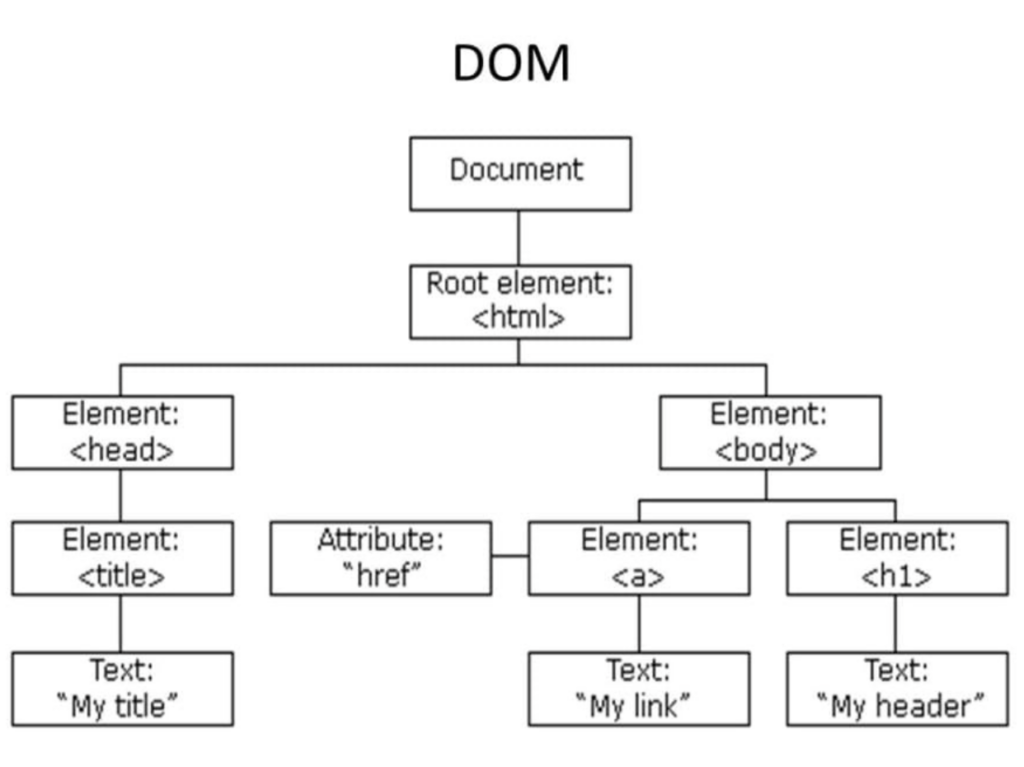 DOM
Document
Root element:
<html>
Element:
<head>
Element:
<body>
Element:
<title>
Attribute:
“href”
Element:
<a>
Element:
<h1>
Text:
“My title”
Text:
“My link”
Text:
“My header”